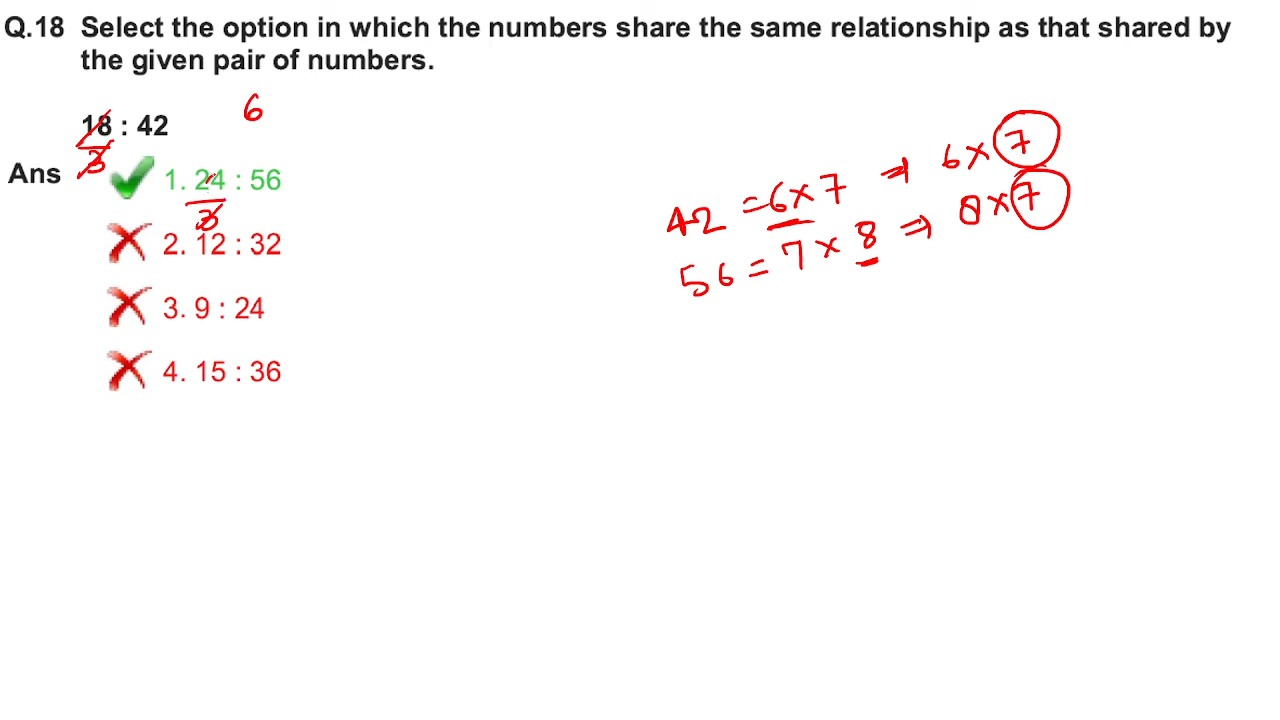 Q.18 Select the option in which the numbers share the same relationship as that shared by
the given pair of numbers.
6
18 : 42
3
Ans 1. 24 : 56
3
2. 12 : 32
3. 9 : 24
4. 15 : 36
42 = 6 × 7 ⇒ 6 × 7
56 = 7 × 8 ⇒ 8 × 7